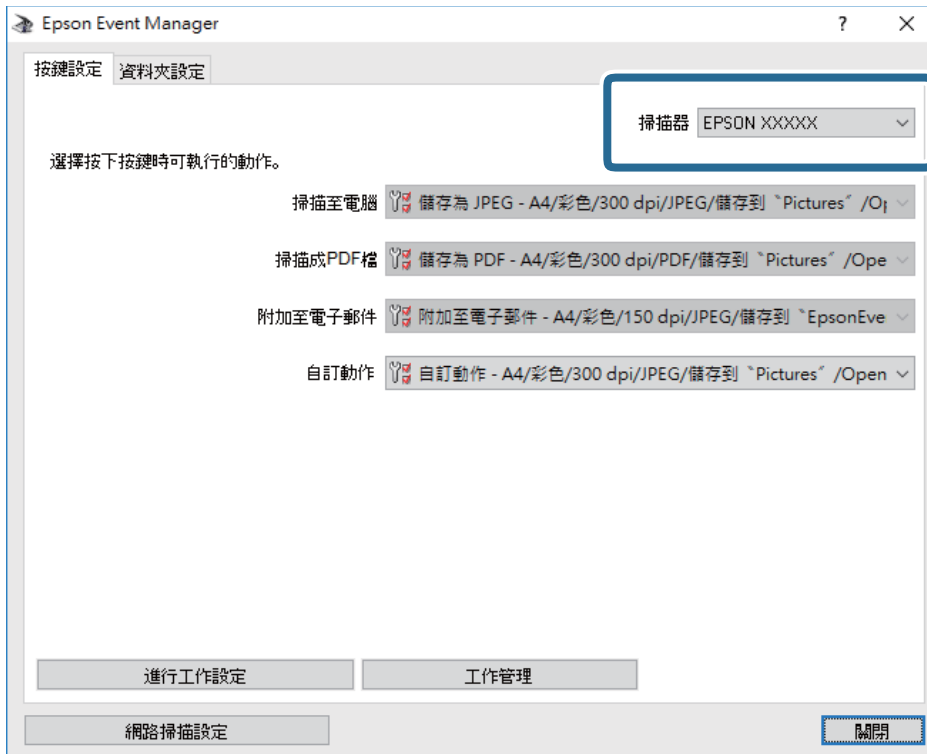 Epson Event Manager
按鍵設定 資料夾設定
掃描器 EPSON XXXXX
選擇按下按鍵時可執行的動作。
掃描至電腦 儲存為 JPEG - A4/彩色/300 dpi/JPEG/儲存到〝Pictures〞/O
掃描成PDF檔 儲存為 PDF - A4/彩色/300 dpi/PDF/儲存到〝Pictures〞/Ope
附加至電子郵件 附加至電子郵件 - A4/彩色/150 dpi/JPEG/儲存到〝EpsonEve
自訂動作 自訂動作 - A4/彩色/300 dpi/JPEG/儲存到〝Pictures〞/Open
進行工作設定 工作管理
網路掃描設定 關閉